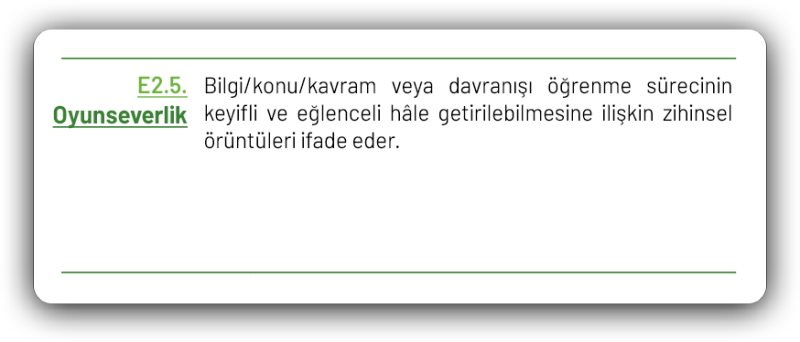 E2.5.
Oyunseverlik
Bilgi/konu/kavram veya davranışı öğrenme sürecinin
keyifli ve eğlenceli hâle getirilebilmesine ilişkin zihinsel
örüntüleri ifade eder.